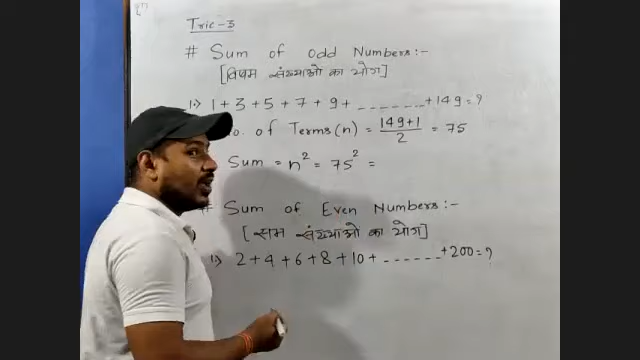 Tric-3
# Sum of Odd Numbers:-
[विषम संख्याओ का योग]
1.> 1+3+5+7+9+ _ _ _ _ _ _ _ +149=?
No. of Terms(n) = 149+1/2 = 75
Sum = n² = 75² =
# Sum of Even Numbers:-
[सम संख्याओ का योग]
1.> 2+4+6+8+10+ _ _ _ _ _ _ +200=?